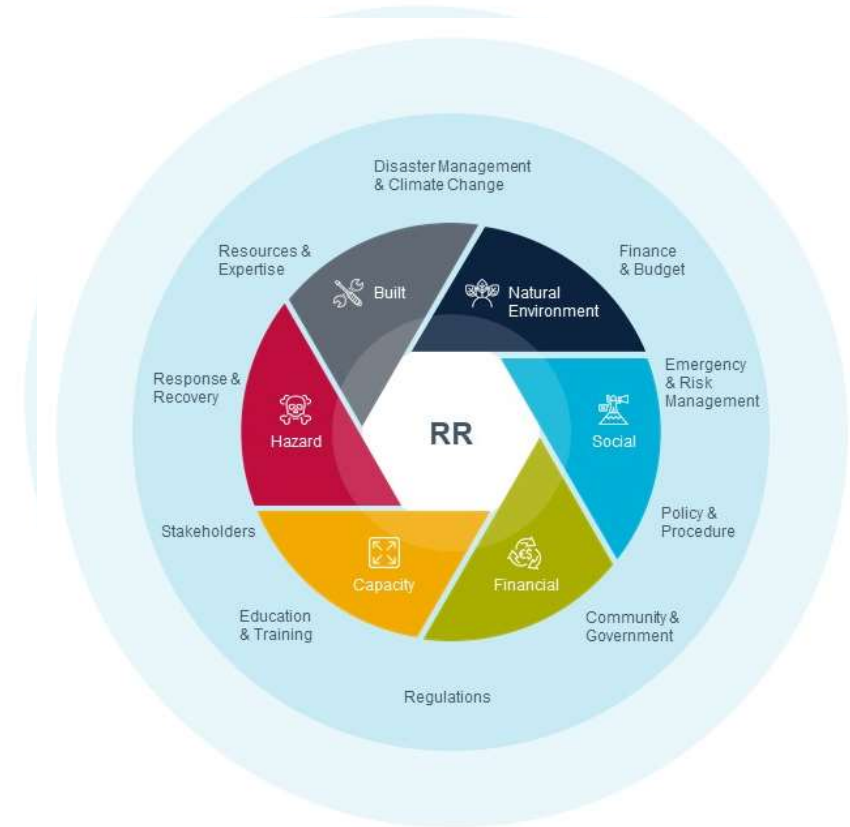 Disaster Management
& Climate Change
Resources &
Expertise
Finance
& Budget
Built
Natural
Environment
Response &
Recovery
Emergency
& Risk
Management
Hazard
RR
Social
Stakeholders
Policy &
Procedure
Capacity
€$
Financial
Education
& Training
Community &
Government
Regulations